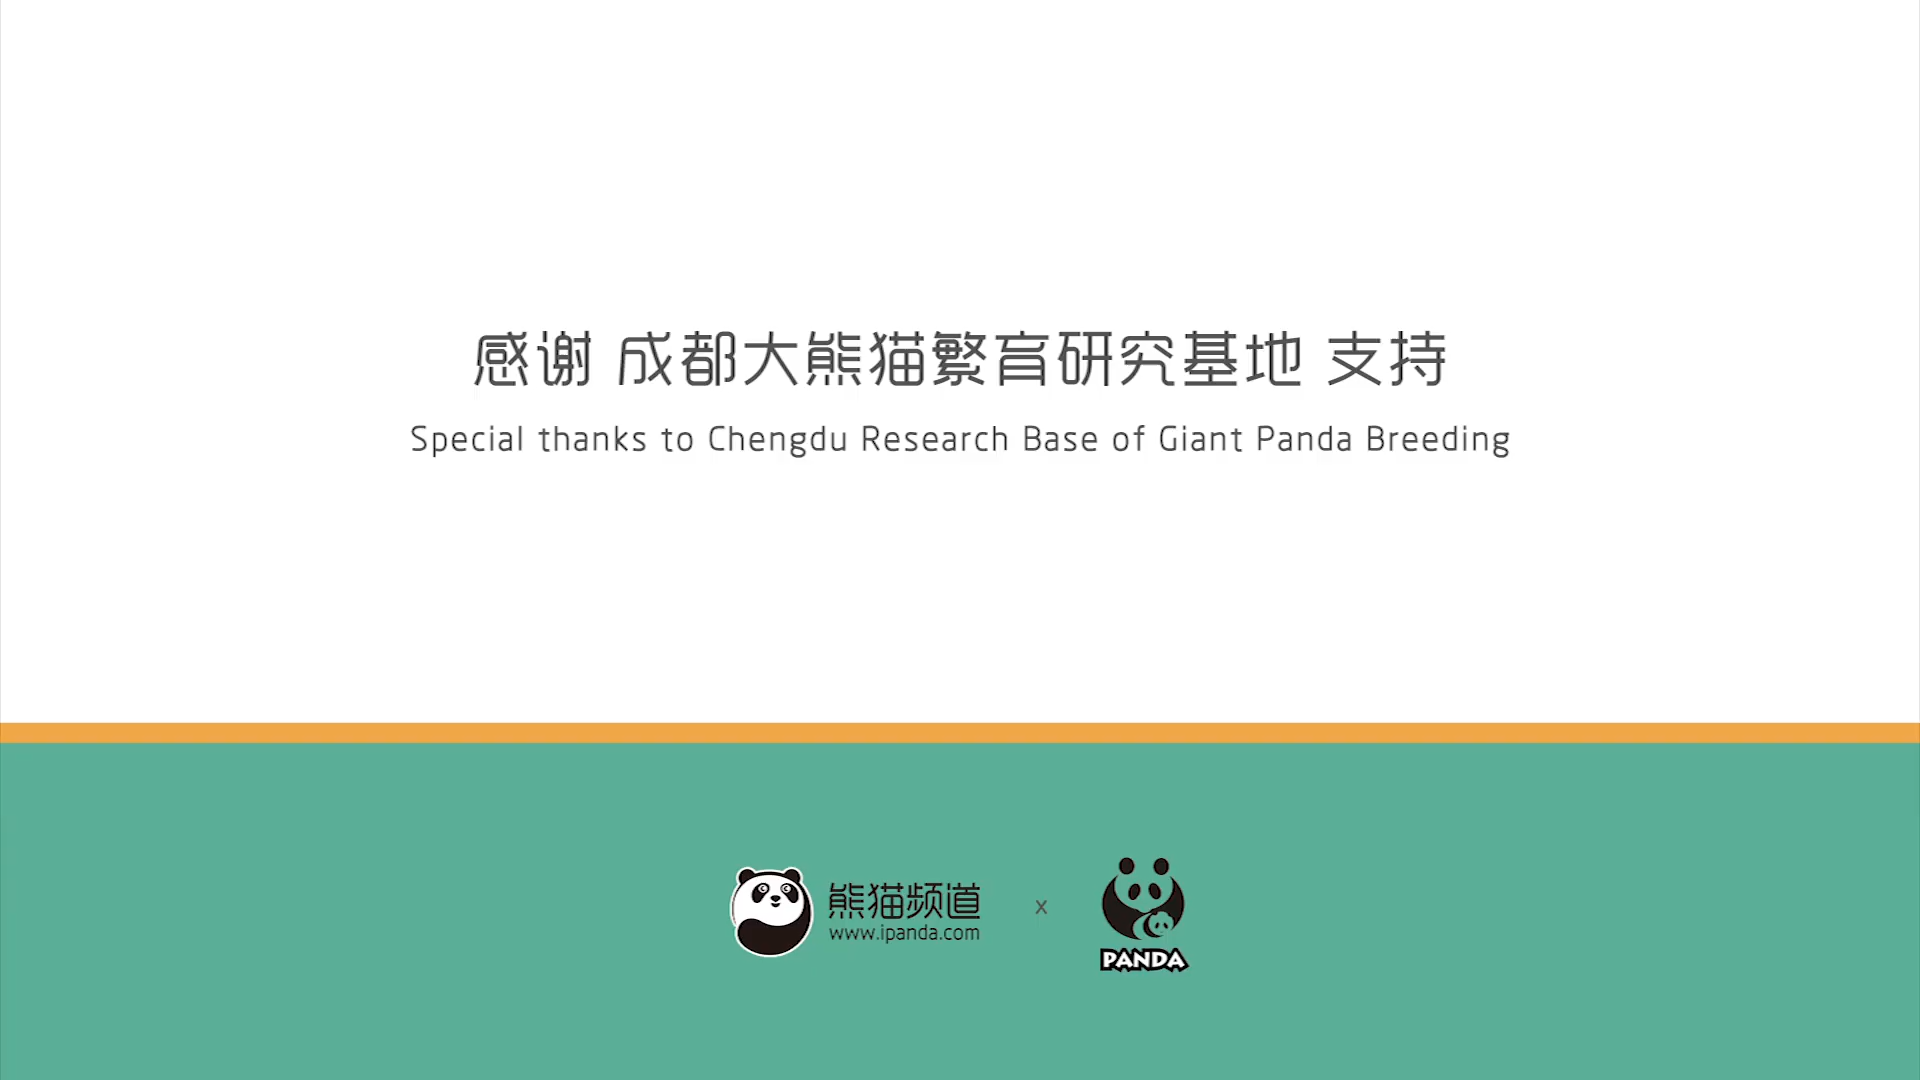 感谢 成都大熊猫繁育研究基地 支持
Special thanks to Chengdu Research Base of Giant Panda Breeding
熊猫频道
www.ipanda.com
x
PANDA